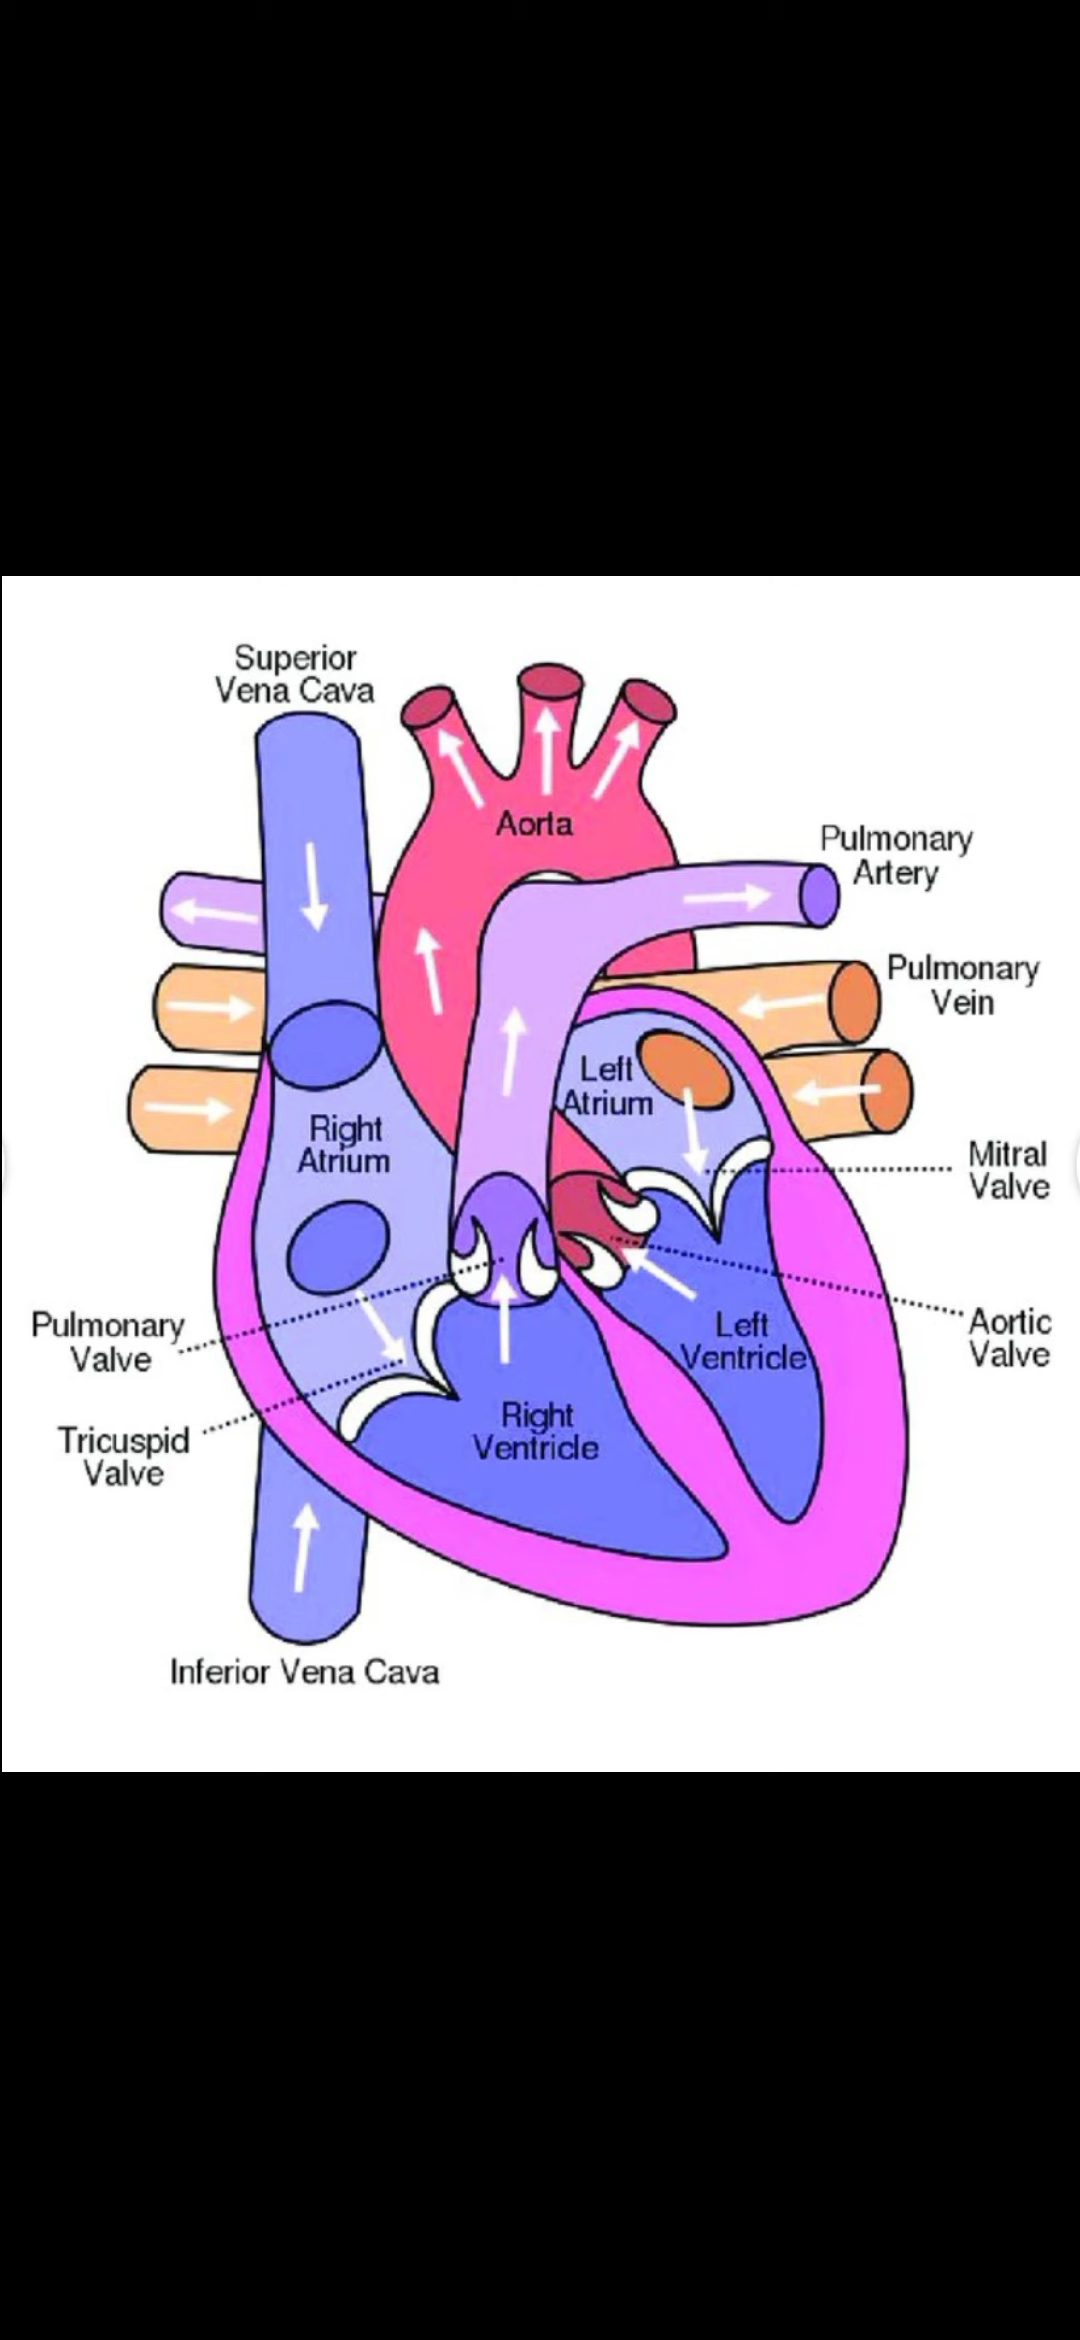 Superior
Vena Cava
Aorta
Pulmonary
Artery
Pulmonary
Vein
Left
Atrium
Right
Atrium
Mitral
Valve
Pulmonary
Valve
Aortic
Valve
Left
Ventricle
Right
Ventricle
Tricuspid
Valve
Inferior Vena Cava